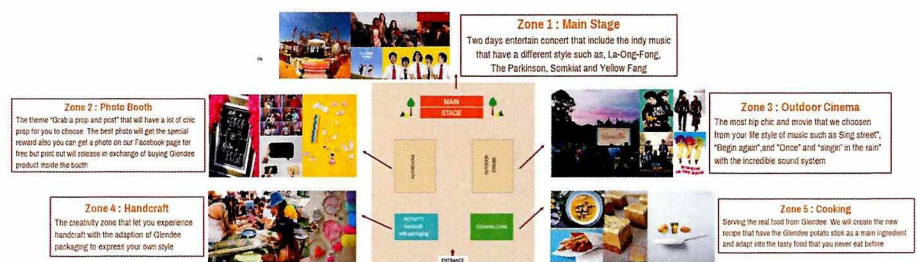 Zone 1 : Main Stage
Two days entertain concert that include the indy music
that have a different style such as, La-Ong-Fong,
The Parkinson, Somkiat and Yellow Fang
Zone 2 : Photo Booth
The theme "Grab a prop and post" that will have a lot of chic
prop for you to choose. The best photo will get the special
reward also you can get a photo on our Facebook page for
free but print out will release in exchange of buying Glendee
product inside the booth
MAIN
STAGE
Zone 3 : Outdoor Cinema
The most hip chic and movie that we choosen
from your life style of music such as Sing street",
"Begin again",and "Once" and "singin' in the rain"
with the incredible sound system
PHOTOBOOTH
OUTDOOR
CINEMA
Zone 4 : Handcraft
The creativity zone that let you experience
handcraft with the adaption of Glendee
packaging to express your own style
ACTIVITY
handcraft
with packaging
COOKING ZONE
Zone 5 : Cooking
Serving the real food from Glendee. We will create the new
recipe that have the Glendee potato stick as a main ingredient
and adapt into the tasty food that you never eat before
ENTRANCE